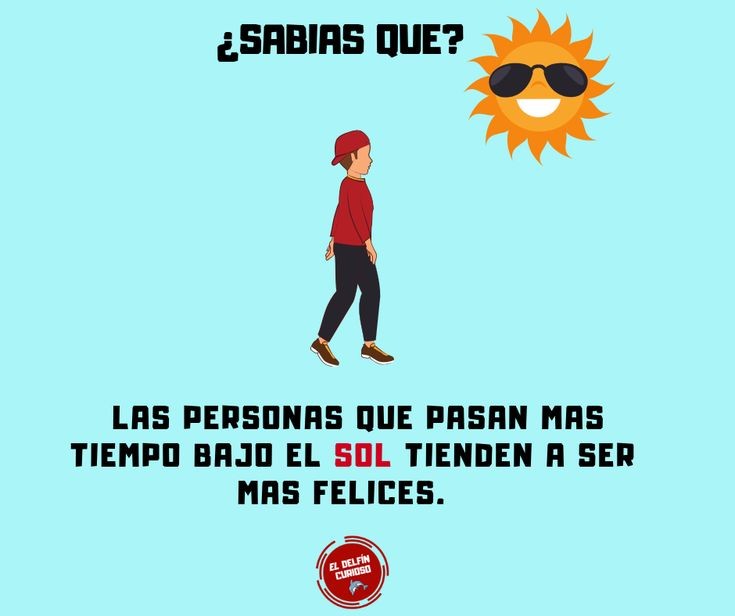 ¿SABIAS QUE?
LAS PERSONAS QUE PASAN MAS
TIEMPO BAJO EL SOL TIENDEN A SER
MAS FELICES.
EL DELFÍN
CURIOSO